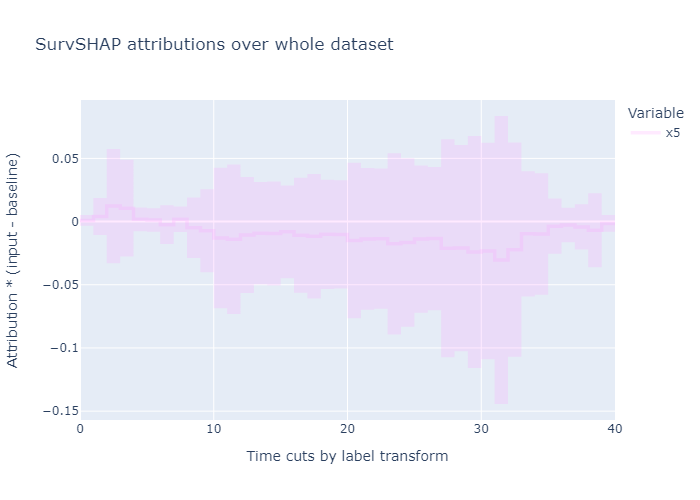 SurvSHAP attributions over whole dataset
Variable
x5
Attribution * (input - baseline)
0.05
0
−0.05
−0.1
−0.15
0
10
20
30
40
Time cuts by label transform